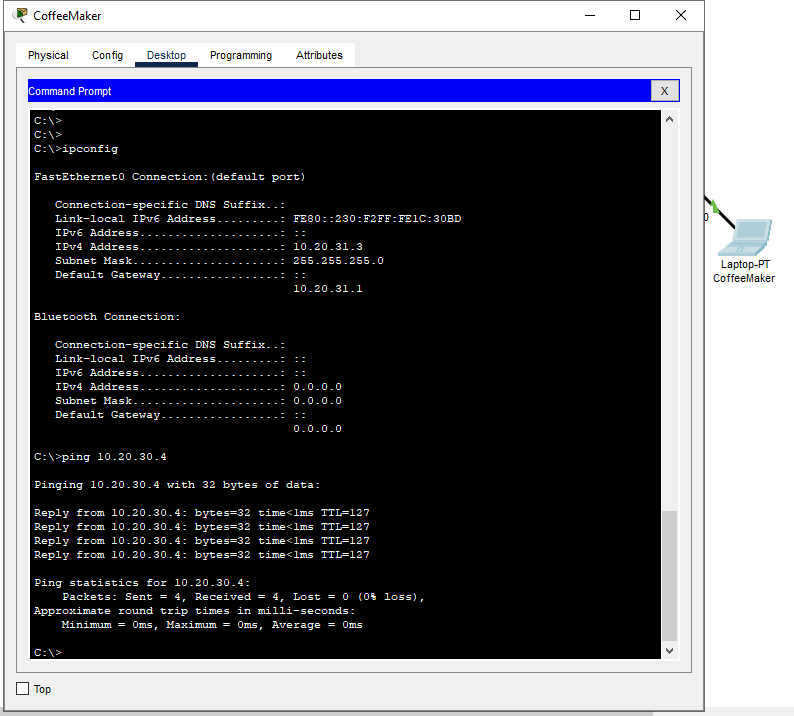 CoffeeMaker
Physical Config Desktop Programming Attributes
Command Prompt X
C:\>
C:\>
C:\>ipconfig
FastEthernet0 Connection:(default port)
Connection-specific DNS Suffix..:
Link-local IPv6 Address.........: FE80::230:F2FF:FE1C:30BD
IPv6 Address....................: ::
IPv4 Address....................: 10.20.31.3
Subnet Mask.....................: 255.255.255.0
Default Gateway.................: ::
10.20.31.1
Bluetooth Connection:
Connection-specific DNS Suffix..:
Link-local IPv6 Address.........: ::
IPv6 Address....................: ::
IPv4 Address....................: 0.0.0.0
Subnet Mask.....................: 0.0.0.0
Default Gateway.................: ::
0.0.0.0
C:\>ping 10.20.30.4
Pinging 10.20.30.4 with 32 bytes of data:
Reply from 10.20.30.4: bytes=32 time<1ms TTL=127
Reply from 10.20.30.4: bytes=32 time<1ms TTL=127
Reply from 10.20.30.4: bytes=32 time<1ms TTL=127
Reply from 10.20.30.4: bytes=32 time<1ms TTL=127
Ping statistics for 10.20.30.4:
Packets: Sent = 4, Received = 4, Lost = 0 (0% loss),
Approximate round trip times in milli-seconds:
Minimum = 0ms, Maximum = 0ms, Average = 0ms
C:\>
Top
Laptop-PT
CoffeeMaker